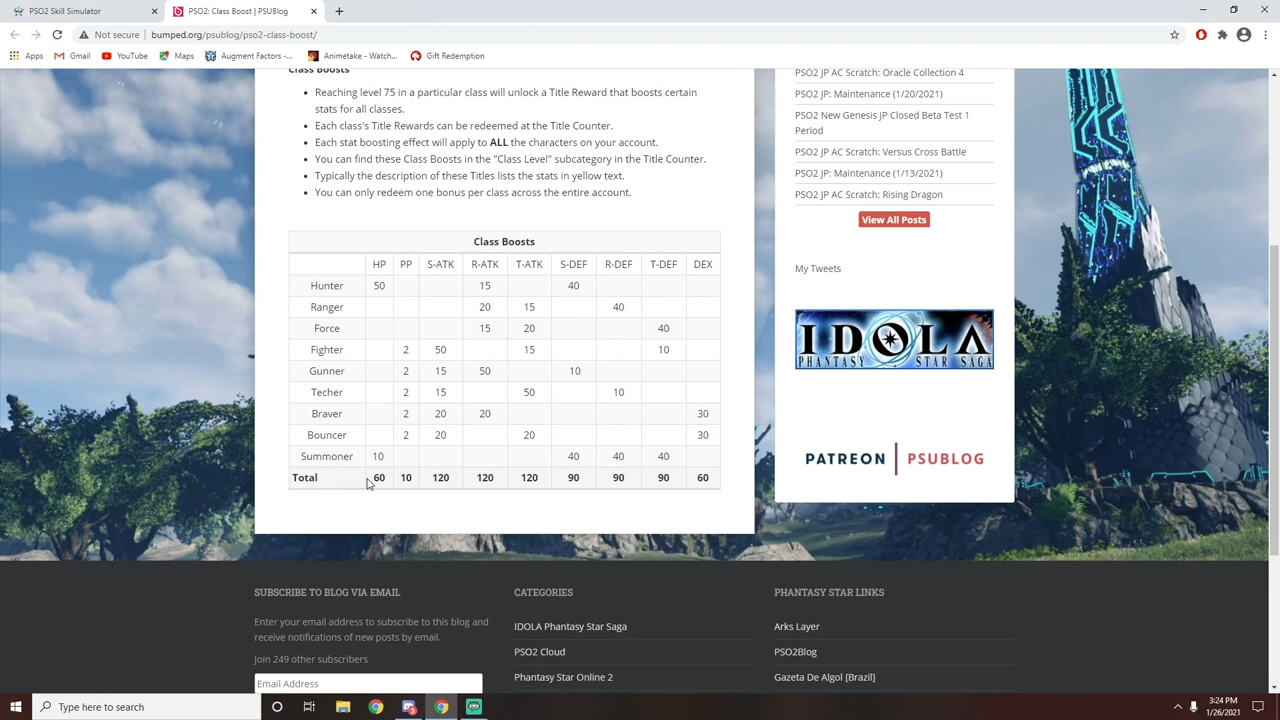 PSO2 Skill Simulator
PSO2: Class Boost | PSUBlog
Not secure | bumped.org/psublog/pso2-class-boost/
Apps Gmail YouTube Maps Augment Factors -... Animetake - Watch... Gift Redemption
Class Boosts
Reaching level 75 in a particular class will unlock a Title Reward that boosts certain
stats for all classes.
Each class's Title Rewards can be redeemed at the Title Counter.
Each stat boosting effect will apply to ALL the characters on your account.
You can find these Class Boosts in the "Class Level" subcategory in the Title Counter.
Typically the description of these Titles lists the stats in yellow text.
You can only redeem one bonus per class across the entire account.
Class Boosts
HP PP S-ATK R-ATK T-ATK S-DEF R-DEF T-DEF DEX
Hunter 50 15 40
Ranger 20 15 40
Force 15 20 40
Fighter 2 50 15 10
Gunner 2 15 50 10
Techer 2 15 50 10
Braver 2 20 20 30
Bouncer 2 20 20 30
Summoner 10 40 40 40
Total 60 10 120 120 120 90 90 90 60
PSO2 JP AC Scratch: Oracle Collection 4
PSO2 JP: Maintenance (1/20/2021)
PSO2 New Genesis JP Closed Beta Test 1
Period
PSO2 JP AC Scratch: Versus Cross Battle
PSO2 JP: Maintenance (1/13/2021)
PSO2 JP AC Scratch: Rising Dragon
View All Posts
My Tweets
IDOLA
PHANTASY STAR SAGA
PATREON | PSUBLOG
SUBSCRIBE TO BLOG VIA EMAIL
Enter your email address to subscribe to this blog and
receive notifications of new posts by email.
Join 249 other subscribers
Email Address
CATEGORIES
IDOLA Phantasy Star Saga
PSO2 Cloud
Phantasy Star Online 2
PHANTASY STAR LINKS
Arks Layer
PSO2Blog
Gazeta De Algol [Brazil]
Type here to search
3:24 PM
1/26/2021